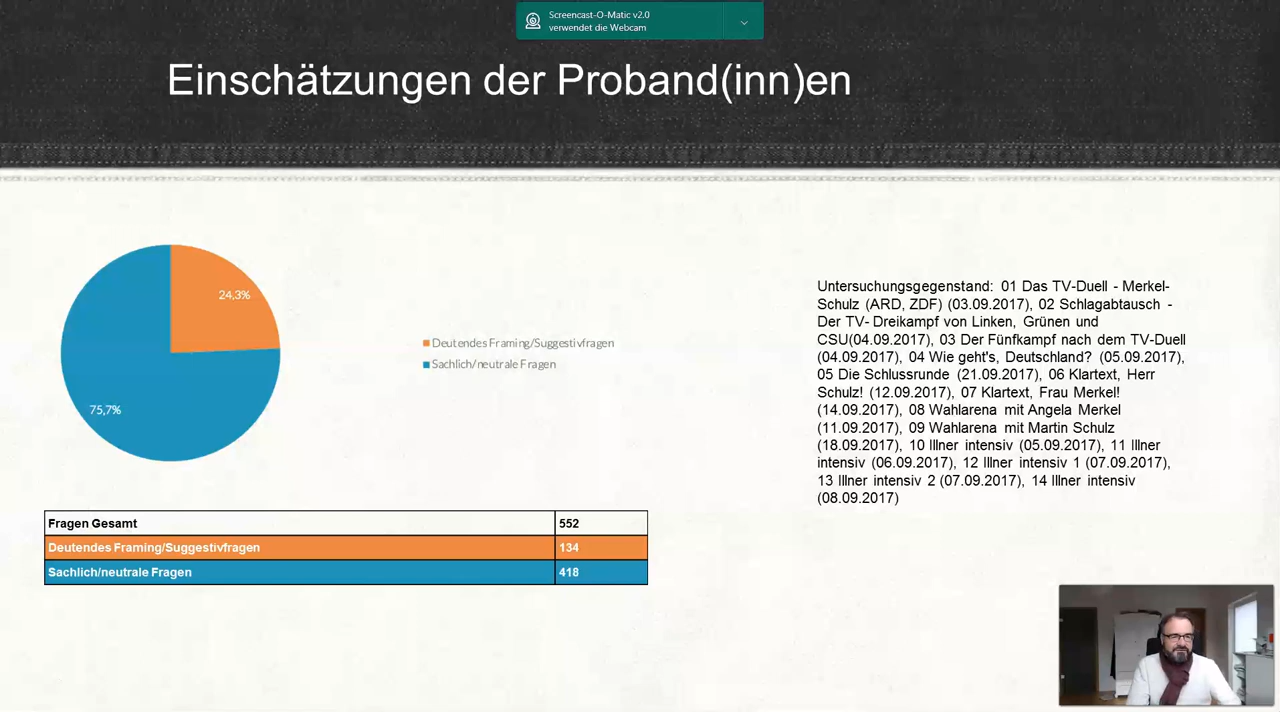 Screencast-O-Matic v2.0
verwendet die Webcam
Einschätzungen der Proband(inn)en
24,3%
75,7%
Deutendes Framing/Suggestivfragen
Sachlich/neutrale Fragen
Untersuchungsgegenstand: 01 Das TV-Duell - Merkel-
Schulz (ARD, ZDF) (03.09.2017), 02 Schlagabtausch -
Der TV- Dreikampf von Linken, Grünen und
CSU(04.09.2017), 03 Der Fünfkampf nach dem TV-Duell
(04.09.2017), 04 Wie geht's, Deutschland? (05.09.2017),
05 Die Schlussrunde (21.09.2017), 06 Klartext, Herr
Schulz! (12.09.2017), 07 Klartext, Frau Merkel!
(14.09.2017), 08 Wahlarena mit Angela Merkel
(11.09.2017), 09 Wahlarena mit Martin Schulz
(18.09.2017), 10 Illner intensiv (05.09.2017), 11 Illner
intensiv (06.09.2017), 12 Illner intensiv 1 (07.09.2017),
13 Illner intensiv 2 (07.09.2017), 14 Illner intensiv
(08.09.2017)
Fragen Gesamt 552
Deutendes Framing/Suggestivfragen 134
Sachlich/neutrale Fragen 418